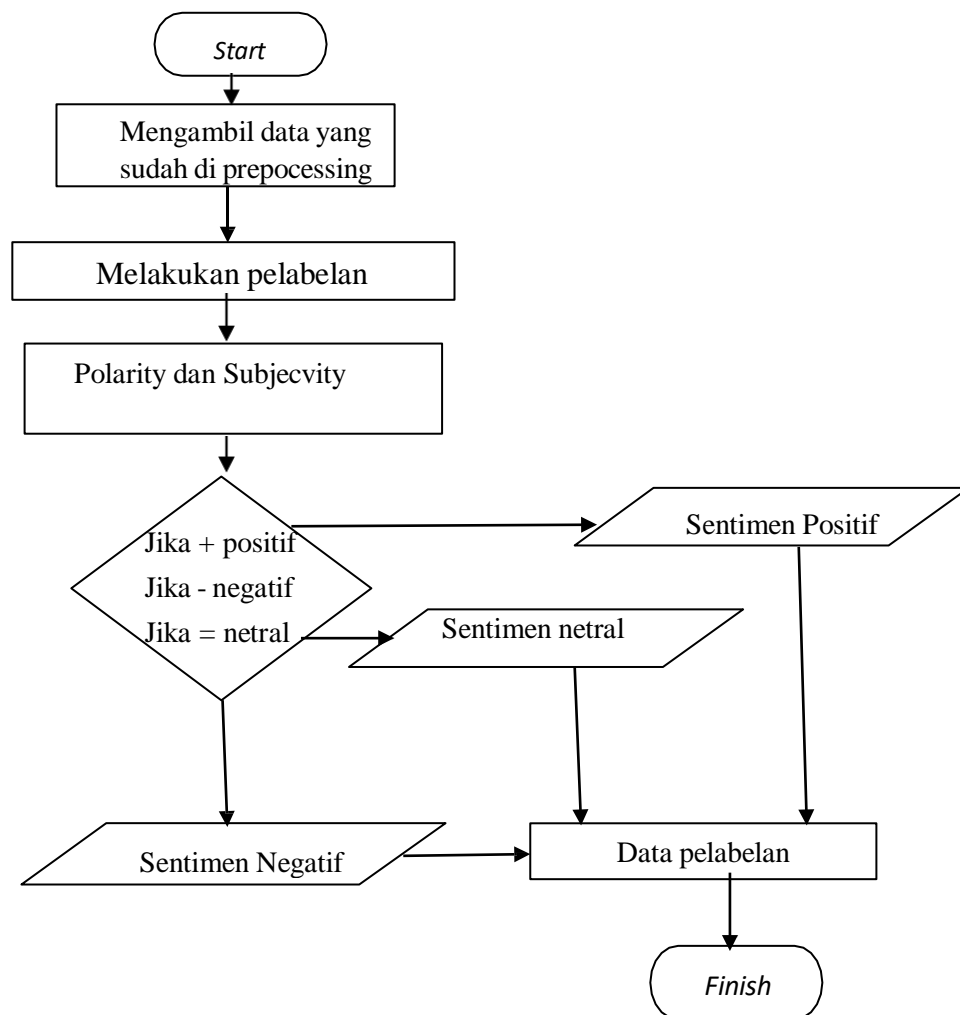 Start
Mengambil data yang
sudah di prepocessing
Melakukan pelabelan
Polarity dan Subjecvity
Jika + positif
Jika - negatif
Jika = netral
Sentimen Positif
Sentimen netral
Sentimen Negatif
Data pelabelan
Finish